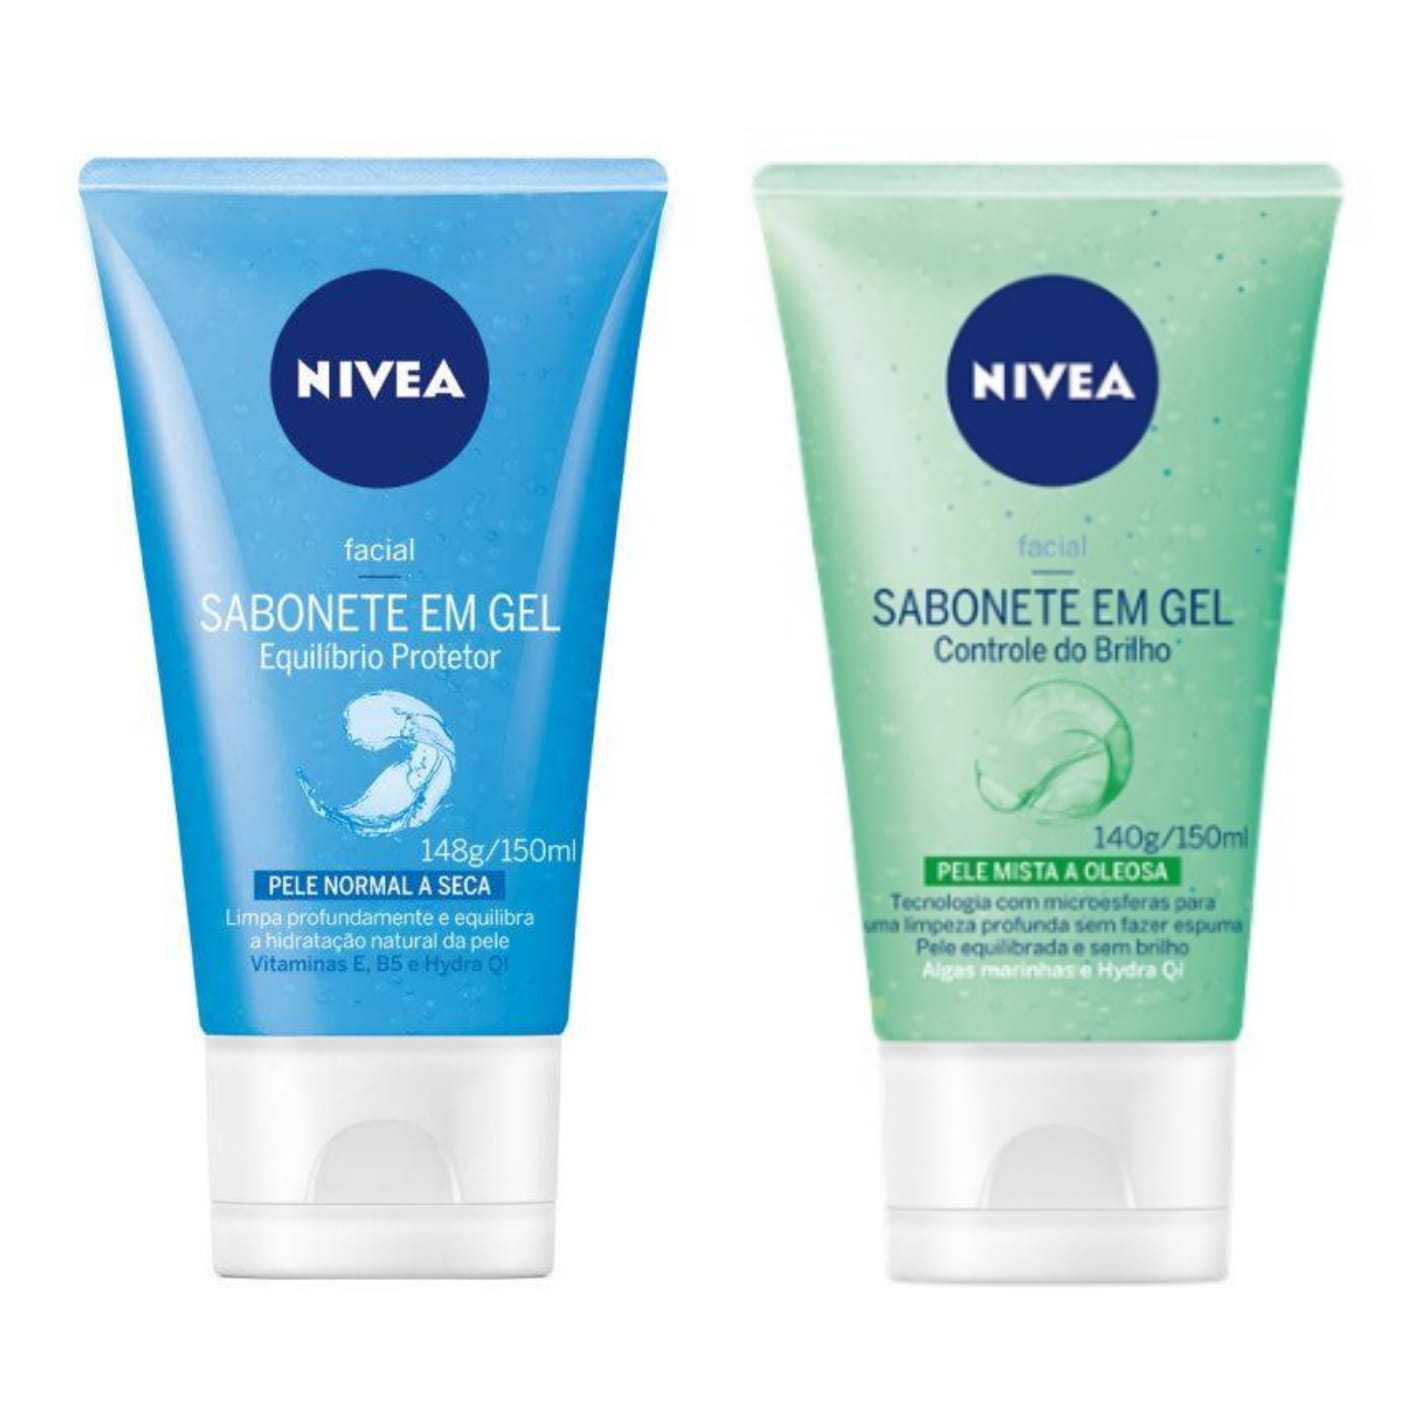 NIVEA
facial
SABONETE EM GEL
Equilíbrio Protetor
148g/150ml
PELE NORMAL A SECA
Limpa profundamente e equilibra
a hidratação natural da pele
Vitaminas E, B5 e Hydra QI
NIVEA
facial
SABONETE EM GEL
Controle do Brilho
140g/150ml
PELE MISTA A OLEOSA
Tecnologia com microesferas para
uma limpeza profunda sem fazer espuma
Pele equilibrada e sem brilho
Algas marinhas e Hydra QI